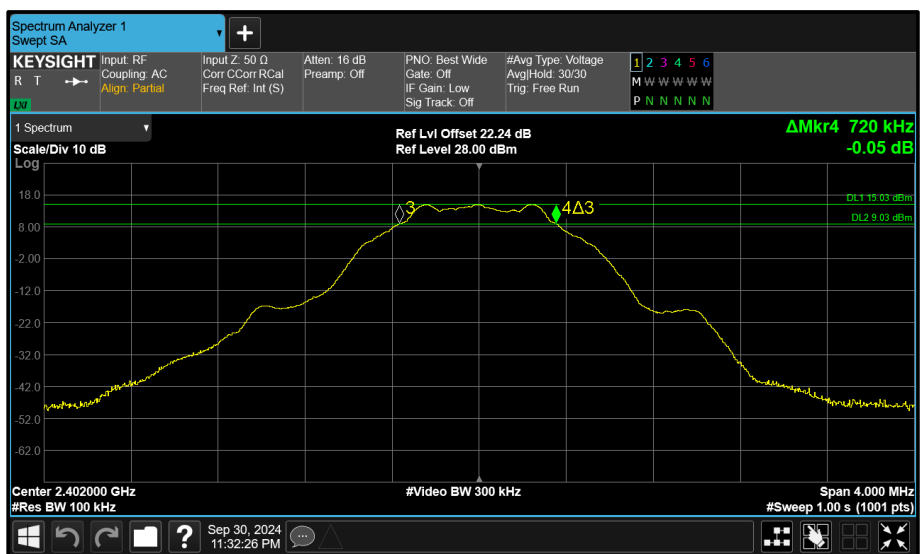 Spectrum Analyzer 1
Swept SA
KEYSIGHT
R T
LXI
Input: RF
Coupling: AC
Align: Partial
Input Z: 50 Ω
Corr CCorr RCal
Freq Ref: Int (S)
Atten: 16 dB
Preamp: Off
PNO: Best Wide
Gate: Off
IF Gain: Low
Sig Track: Off
#Avg Type: Voltage
Avg|Hold: 30/30
Trig: Free Run
1 2 3 4 5 6
M W W W W W
P N N N N N
1 Spectrum
Scale/Div 10 dB
Log
Ref Lvl Offset 22.24 dB
Ref Level 28.00 dBm
ΔMkr4 720 kHz
-0.05 dB
18.0
8.00
-2.00
-12.0
-22.0
-32.0
-42.0
-52.0
-62.0
3
4Δ3
DL1 15.03 dBm
DL2 9.03 dBm
Center 2.402000 GHz
#Res BW 100 kHz
#Video BW 300 kHz
Span 4.000 MHz
#Sweep 1.00 s (1001 pts)
?
Sep 30, 2024
11:32:26 PM